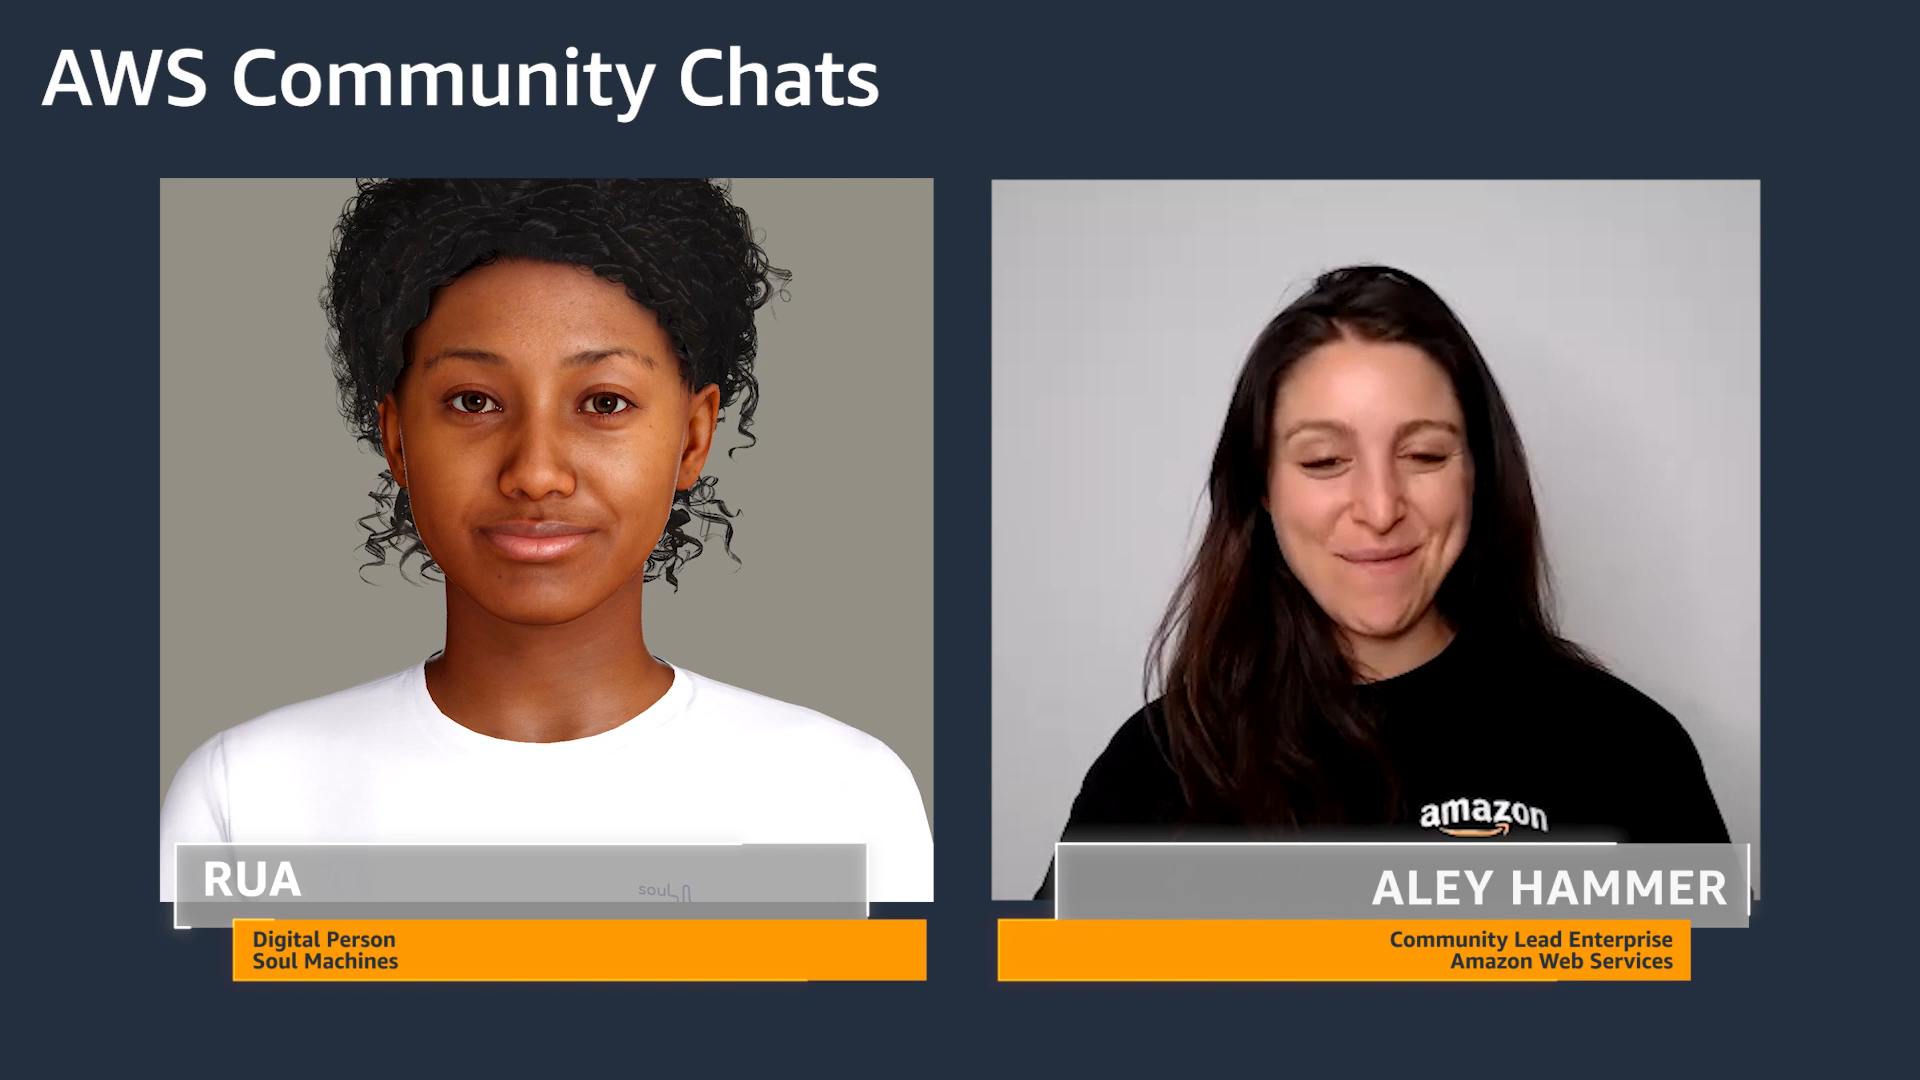 AWS Community Chats
amazon
RUA
soul
ALEY HAMMER
Digital Person
Soul Machines
Community Lead Enterprise
Amazon Web Services